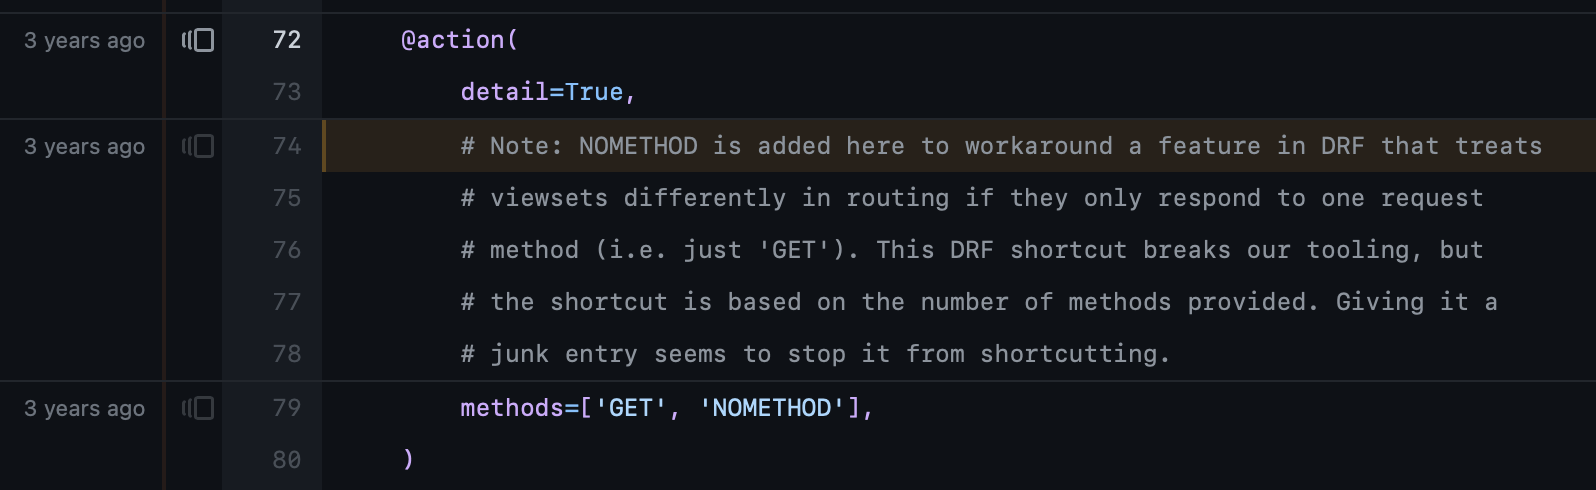 3 years ago 72 @action(
73 detail=True,
3 years ago 74 # Note: NOMETHOD is added here to workaround a feature in DRF that treats
75 # viewsets differently in routing if they only respond to one request
76 # method (i.e. just 'GET'). This DRF shortcut breaks our tooling, but
77 # the shortcut is based on the number of methods provided. Giving it a
78 # junk entry seems to stop it from shortcutting.
3 years ago 79 methods=['GET', 'NOMETHOD'],
80 )